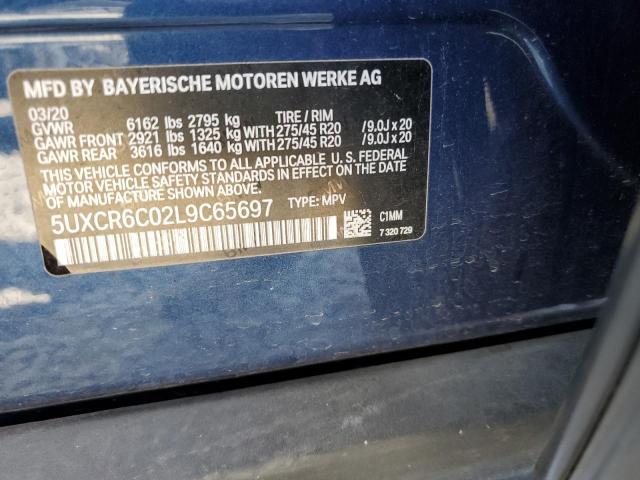 MFD BY BAYERISCHE MOTOREN WERKE AG
03/20 TIRE / RIM
GVWR 6162 lbs 2795 kg
GAWR FRONT 2921 lbs 1325 kg WITH 275/45 R20 /9.0J x 20
GAWR REAR 3616 lbs 1640 kg WITH 275/45 R20 /9.0J x 20
THIS VEHICLE CONFORMS TO ALL APPLICABLE U. S. FEDERAL
MOTOR VEHICLE SAFETY STANDARDS IN EFFECT
ON THE DATE OF MANUFACTURE SHOWN ABOVE.
5UXCR6C02L9C65697 TYPE: MPV
C1MM
7 320 729